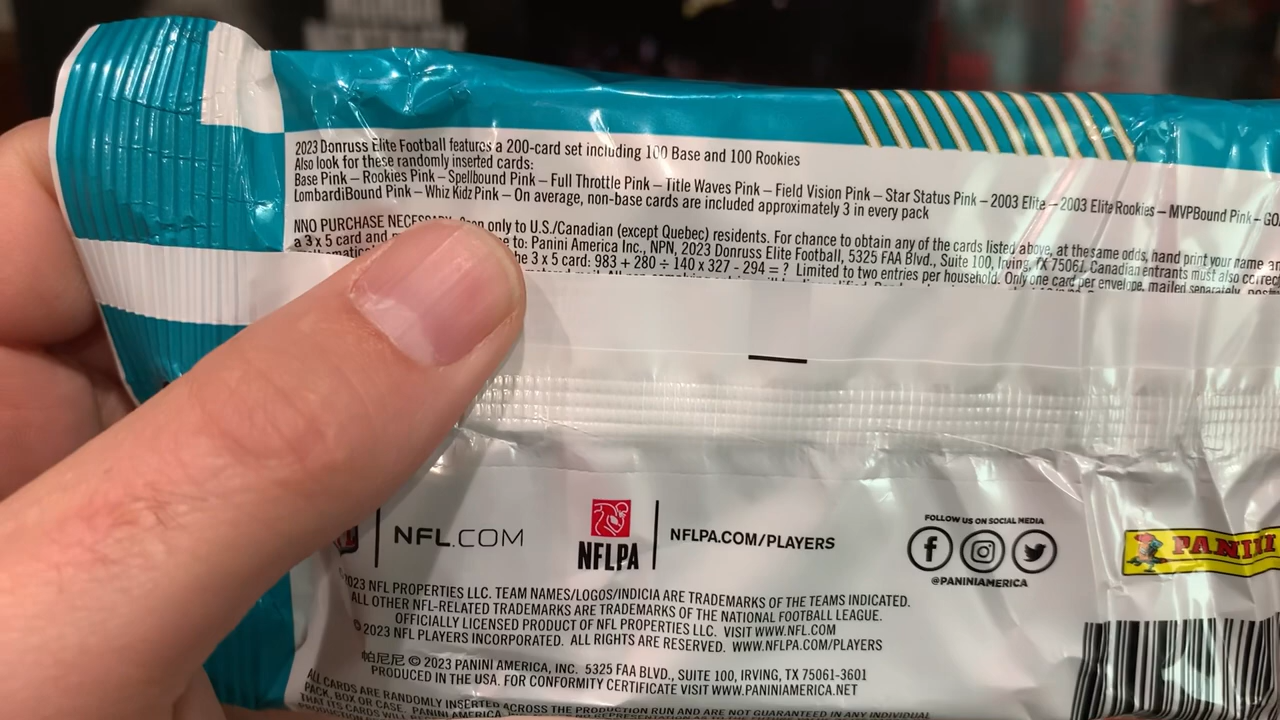 2023 Donruss Elite Football features a 200-card set including 100 Base and 100 Rookies
Also look for these randomly inserted cards:
Base Pink – Rookies Pink – Spellbound Pink – Full Throttle Pink – Title Waves Pink – Field Vision Pink – Star Status Pink – 2003 Elite – 2003 Elite Rookies – MVPBound Pink – GO
LombardiBound Pink – Whiz Kidz Pink – On average, non-base cards are included approximately 3 in every pack
NNO PURCHASE only to U.S./Canadian (except Quebec) residents. For chance to obtain any of the cards listed above, at the same odds, hand print your name
a 3 x 5 card and to: Panini America Inc., NPN, 2023 Donruss Elite Football, 5325 FAA Blvd., Suite 100, Irving, TX 75061. Canadian entrants must also
3 x 5 card: 983 + 280 ÷ 140 x 327 - 294 = ? Limited to two entries per household. Only one card per envelope, mailed separately,
NFL.COM
NFLPA
NFLPA.COM/PLAYERS
FOLLOW US ON SOCIAL MEDIA
@PANINIAMERICA
PANINI
2023 NFL PROPERTIES LLC. TEAM NAMES/LOGOS/INDICIA ARE TRADEMARKS OF THE TEAMS INDICATED.
ALL OTHER NFL-RELATED TRADEMARKS ARE TRADEMARKS OF THE NATIONAL FOOTBALL LEAGUE.
OFFICIALLY LICENSED PRODUCT OF NFL PROPERTIES LLC. VISIT WWW.NFL.COM
© 2023 NFL PLAYERS INCORPORATED. ALL RIGHTS ARE RESERVED. WWW.NFLPA.COM/PLAYERS
帕尼尼 © 2023 PANINI AMERICA, INC. 5325 FAA BLVD., SUITE 100, IRVING, TX 75061-3601
PRODUCED IN THE USA. FOR CONFORMITY CERTIFICATE VISIT WWW.PANINIAMERICA.NET
ALL CARDS ARE RANDOMLY INSERTED ACROSS THE PRODUCTION RUN AND ARE NOT GUARANTEED IN ANY INDIVIDUAL
PACK, BOX OR CASE. PANINI AMERICA